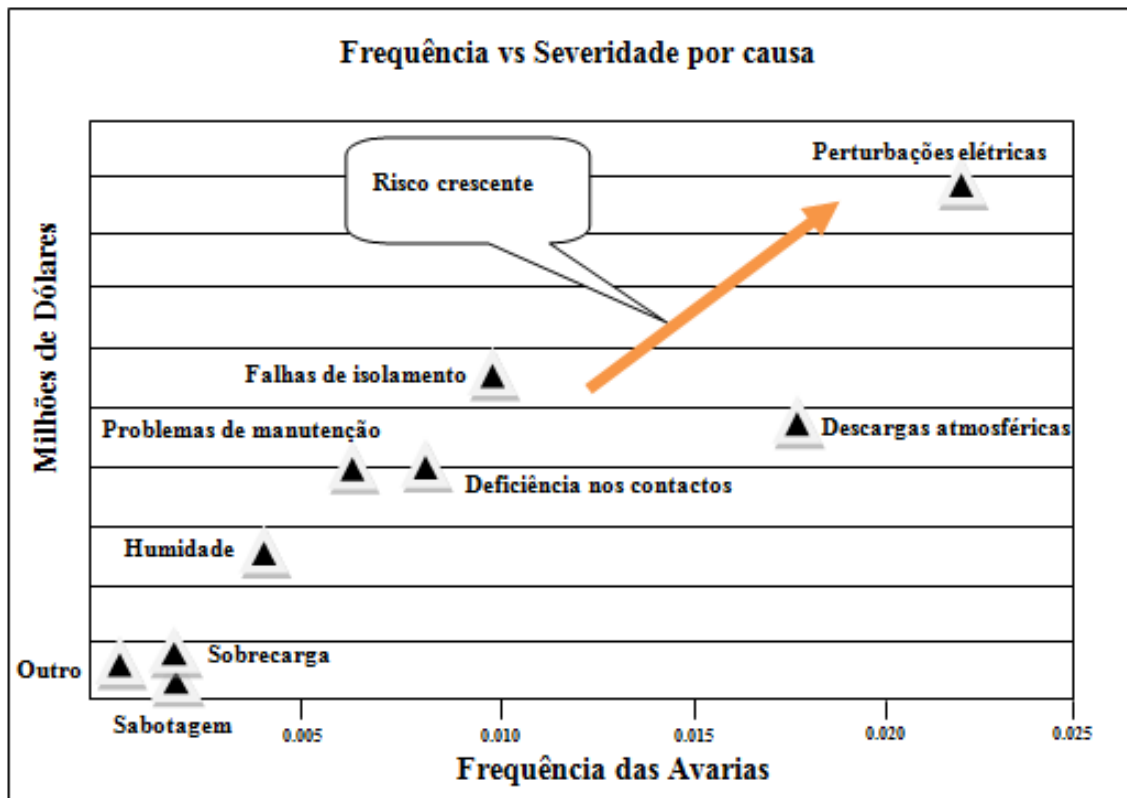 Frequência vs Severidade por causa
Perturbações elétricas
Risco crescente
Milhões de Dólares
Falhas de isolamento
Problemas de manutenção
Descargas atmosféricas
Deficiência nos contactos
Humidade
Sobrecarga
Outro
Sabotagem
0.005 0.010 0.015 0.020 0.025
Frequência das Avarias